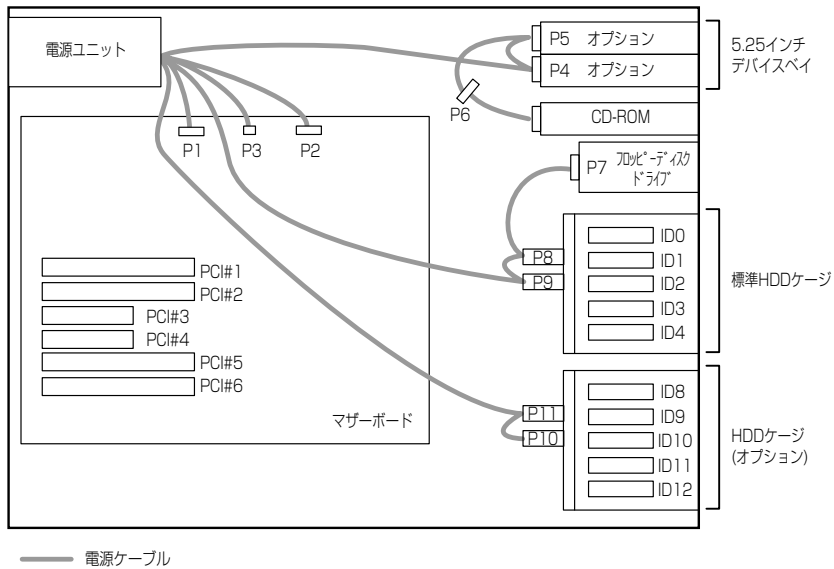 電源ユニット
P5 オプション
P4 オプション
5.25インチ
デバイスベイ
P6
CD-ROM
P1
P3
P2
P7 フロッピーディスク
ドライブ
P8
P9
ID0
ID1
ID2
ID3
ID4
標準HDDケージ
PCI#1
PCI#2
PCI#3
PCI#4
PCI#5
PCI#6
マザーボード
P11
P10
ID8
ID9
ID10
ID11
ID12
HDDケージ
(オプション)
電源ケーブル